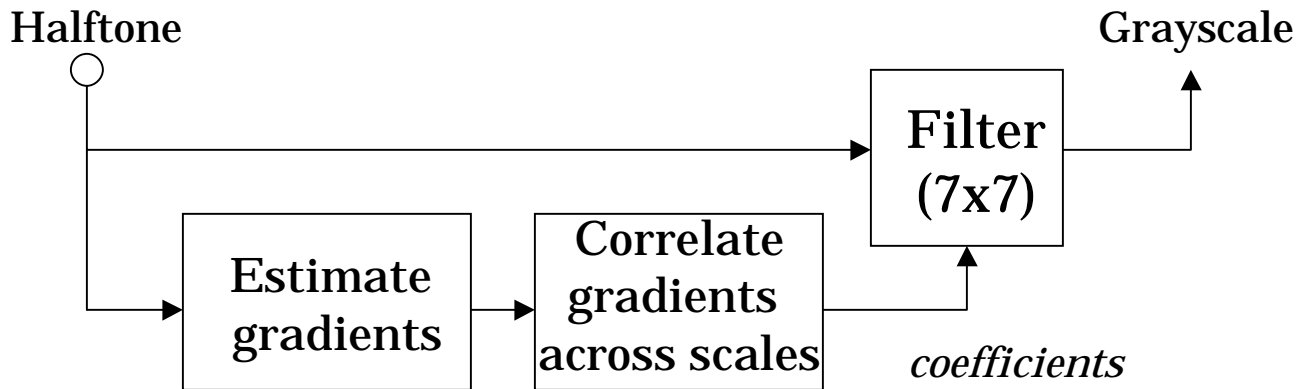 Halftone
Grayscale
Filter
(7x7)
Estimate
gradients
Correlate
gradients
across scales
coefficients